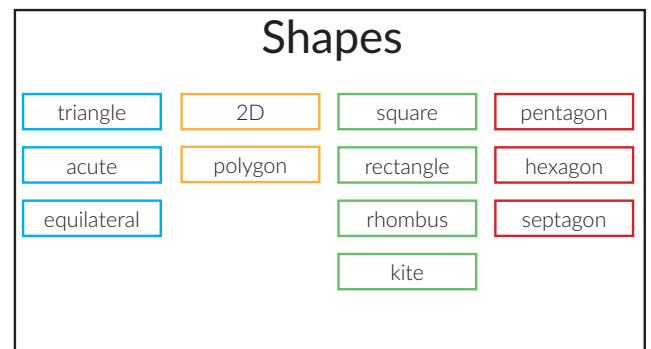 Shapes
triangle 2D square pentagon
acute polygon rectangle hexagon
equilateral rhombus septagon
kite